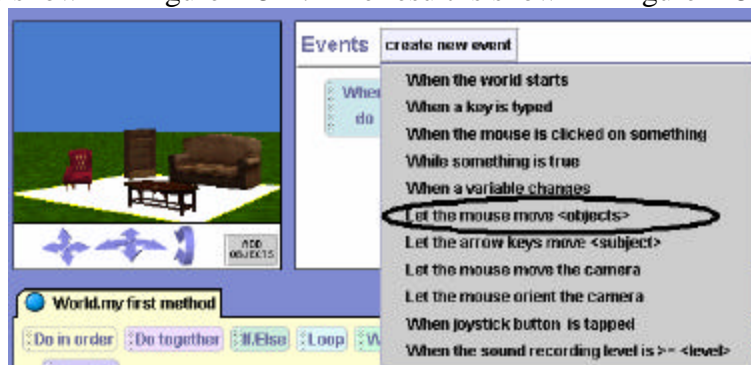 Events create new event
When the world starts
When a key is typed
When the mouse is clicked on something
While something is true
When a variable changes
Let the mouse move <objects>
Let the arrow keys move <subject>
Let the mouse move the camera
Let the mouse orient the camera
When joystick button is tapped
When the sound recording level is >= <level>
When
do
ADD
OBJECTS
World.my first method
Do in order Do together If/Else Loop W